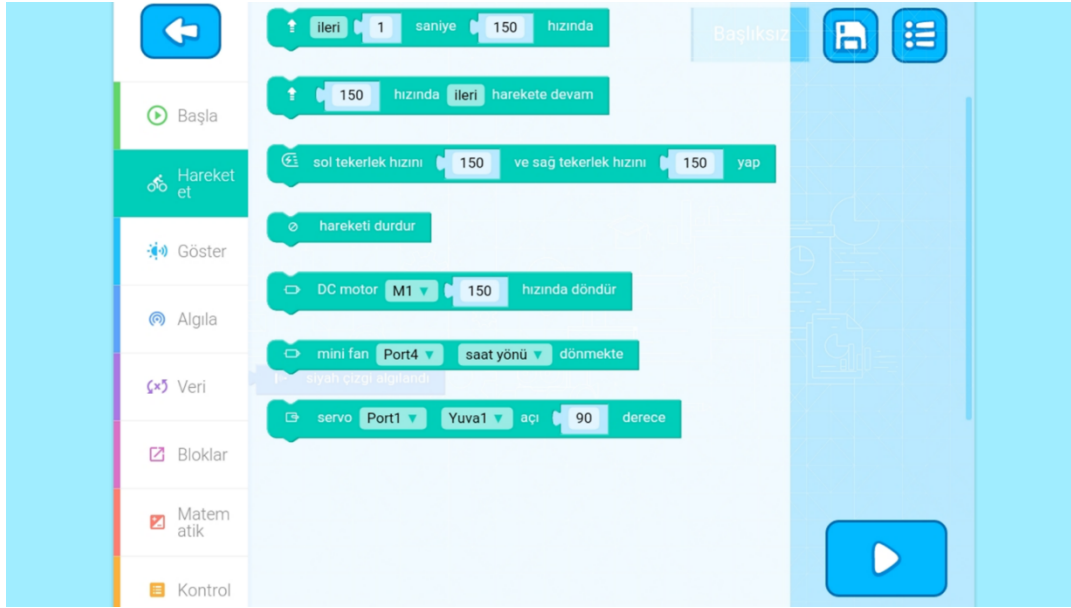 ileri 1 saniye 150 hızında
Başlıksız
150 hızında ileri harekete devam
Başla
sol tekerlek hızını 150 ve sağ tekerlek hızını 150 yap
Hareket
et
hareketi durdur
Göster
DC motor M1 150 hızında döndür
Algıla
mini fan Port4 saat yönü dönmekte
siyah çizgi algılandı
Veri
servo Port1 Yuva1 açı 90 derece
Bloklar
Matem
atik
Kontrol